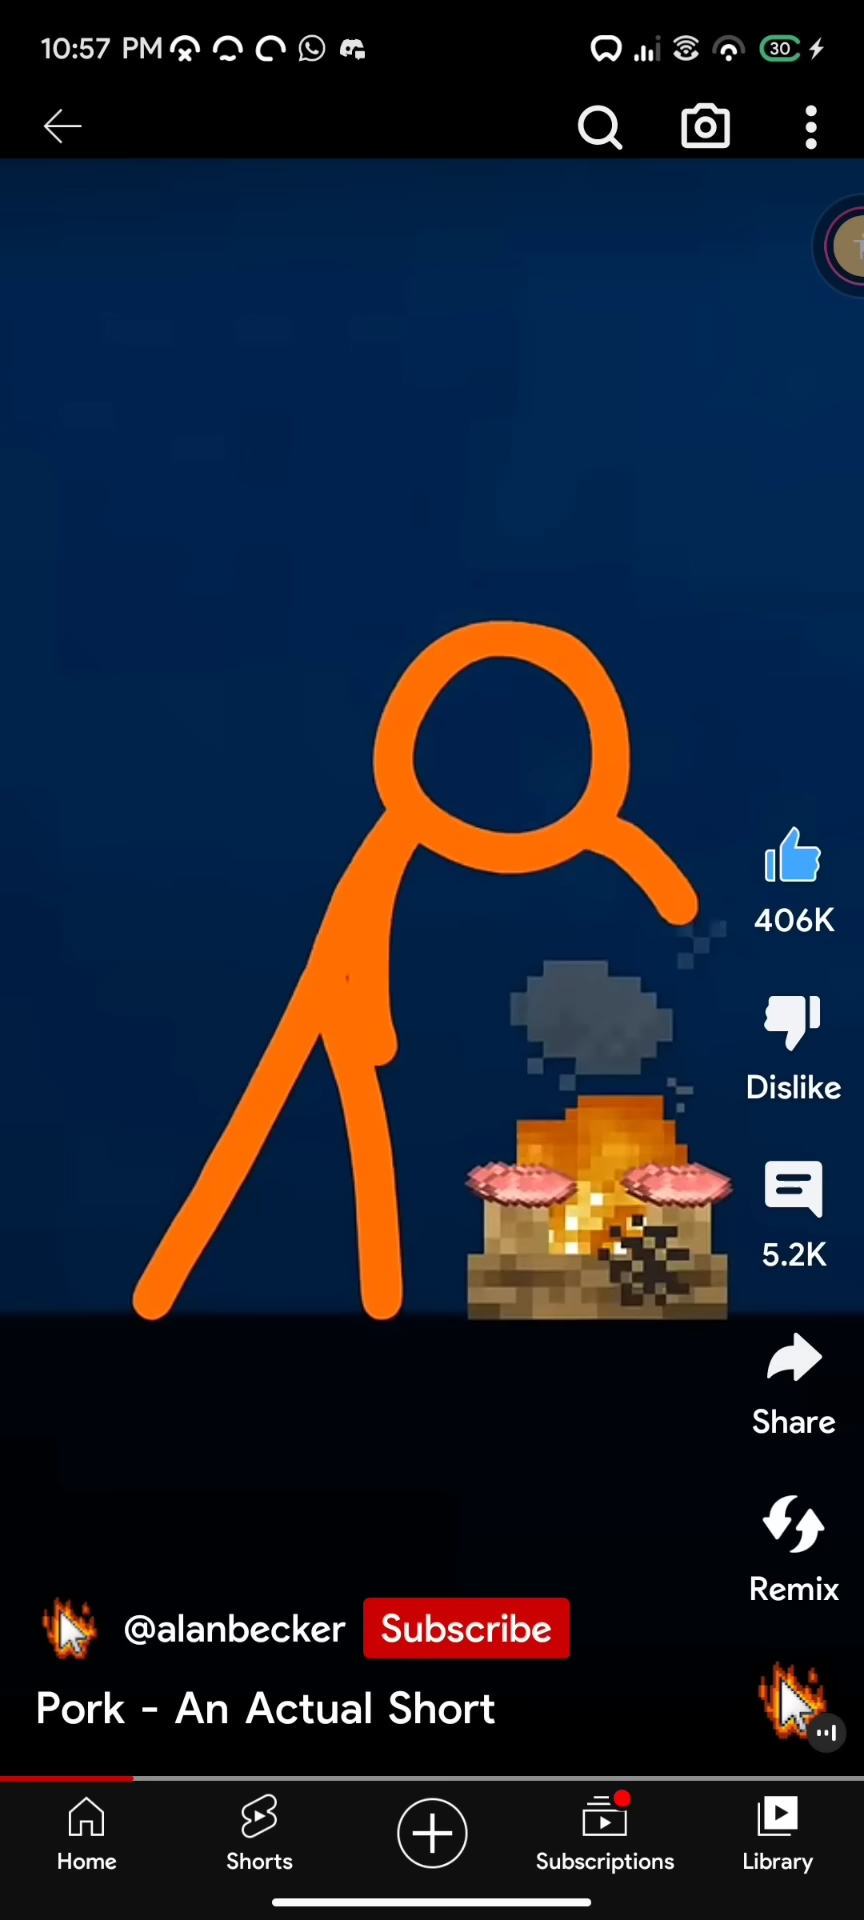 10:57 PM
30
406K
Dislike
5.2K
Share
Remix
@alanbecker Subscribe
Pork - An Actual Short
Home Shorts Subscriptions Library